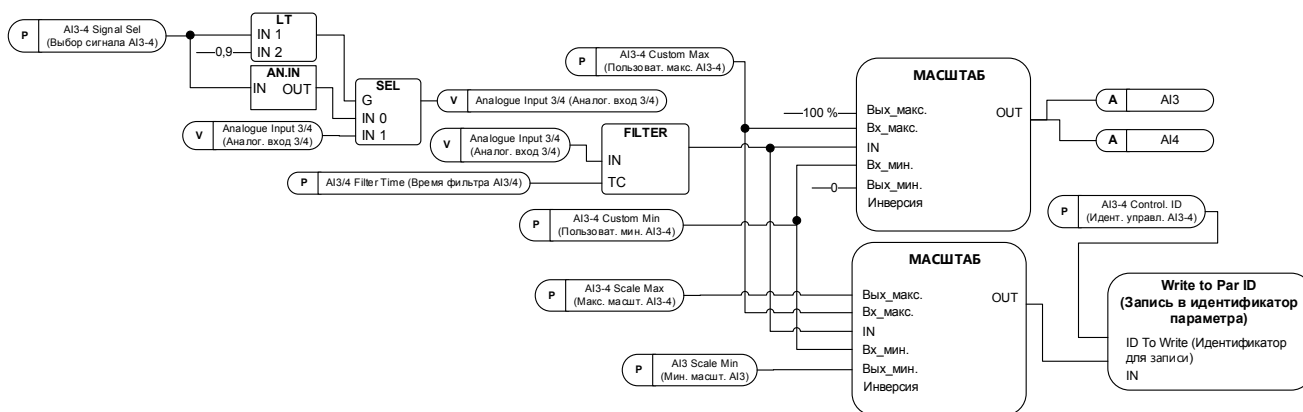 P
AI3-4 Signal Sel
(Выбор сигнала AI3-4)
LT
IN 1
0,9
IN 2
AN.IN
IN OUT
SEL
G
IN 0
IN 1
V
Analogue Input 3/4 (Аналог. вход 3/4)
V
Analogue Input 3/4
(Аналог. вход 3/4)
V
Analogue Input 3/4
(Аналог. вход 3/4)
P
AI3/4 Filter Time (Время фильтра AI3/4)
FILTER
IN
TC
P
AI3-4 Custom Max
(Пользоват. макс. AI3-4)
P
AI3-4 Custom Min
(Пользоват. мин. AI3-4)
МАСШТАБ
100 %
Вых_макс.
OUT
Вх_макс.
IN
Вх_мин.
0
Вых_мин.
Инверсия
A
AI3
A
AI4
P
AI3-4 Control. ID
(Идент. управл. AI3-4)
P
AI3-4 Scale Max
(Макс. масшт. AI3-4)
P
AI3 Scale Min
(Мин. масшт. AI3)
МАСШТАБ
Вых_макс.
OUT
Вх_макс.
IN
Вх_мин.
Вых_мин.
Инверсия
Write to Par ID
(Запись в идентификатор
параметра)
ID To Write (Идентификатор
для записи)
IN